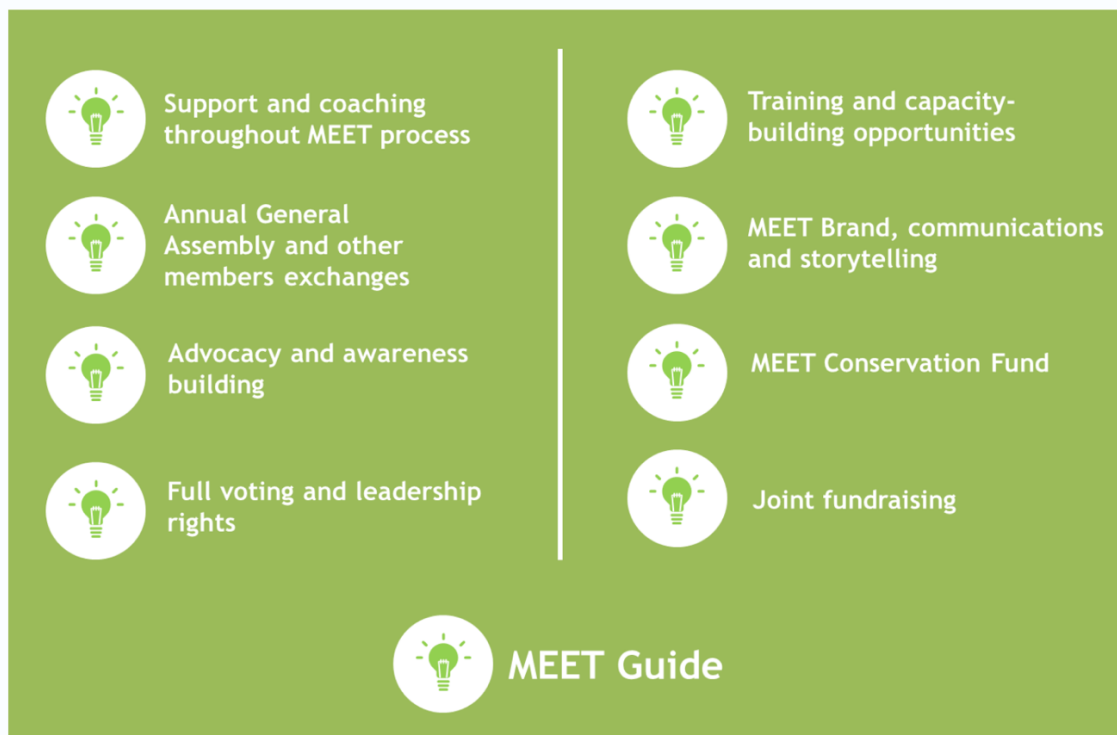 Support and coaching
throughout MEET process
Annual General
Assembly and other
members exchanges
Advocacy and awareness
building
Full voting and leadership
rights
Training and capacity-
building opportunities
MEET Brand, communications
and storytelling
MEET Conservation Fund
Joint fundraising
MEET Guide